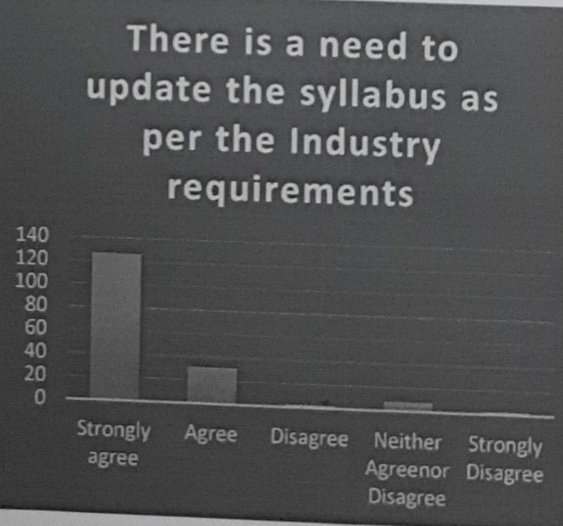 There is a need to
update the syllabus as
per the Industry
requirements
140
120
100
80
60
40
20
0
Strongly
agree
Agree
Disagree
Neither
Agreenor
Disagree
Strongly
Disagree